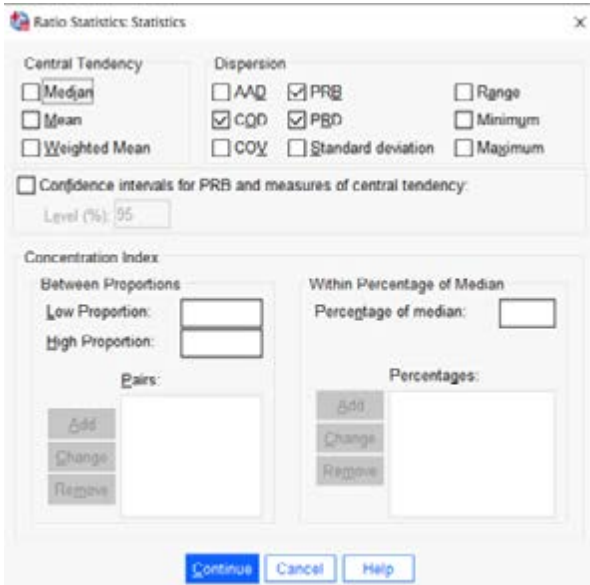 Ratio Statistics: Statistics
Central Tendency
Median
Mean
Weighted Mean
Dispersion
AAD PRB Range
COD PBD Minimum
COV Standard deviation Maximum
Confidence intervals for PRB and measures of central tendency:
Level (%): 95
Concentration Index
Between Proportions
Low Proportion:
High Proportion:
Pairs:
Add
Change
Remove
Within Percentage of Median
Percentage of median:
Percentages:
Add
Change
Remove
Continue Cancel Help